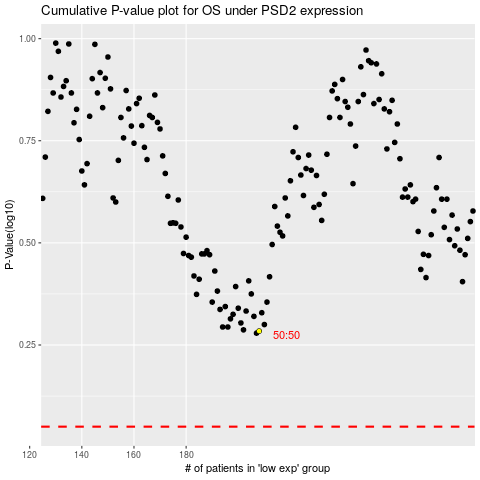 Cumulative P-value plot for OS under PSD2 expression
P-Value(log10)
1.00
0.75
0.50
0.25
50:50
120 140 160 180
# of patients in 'low exp' group